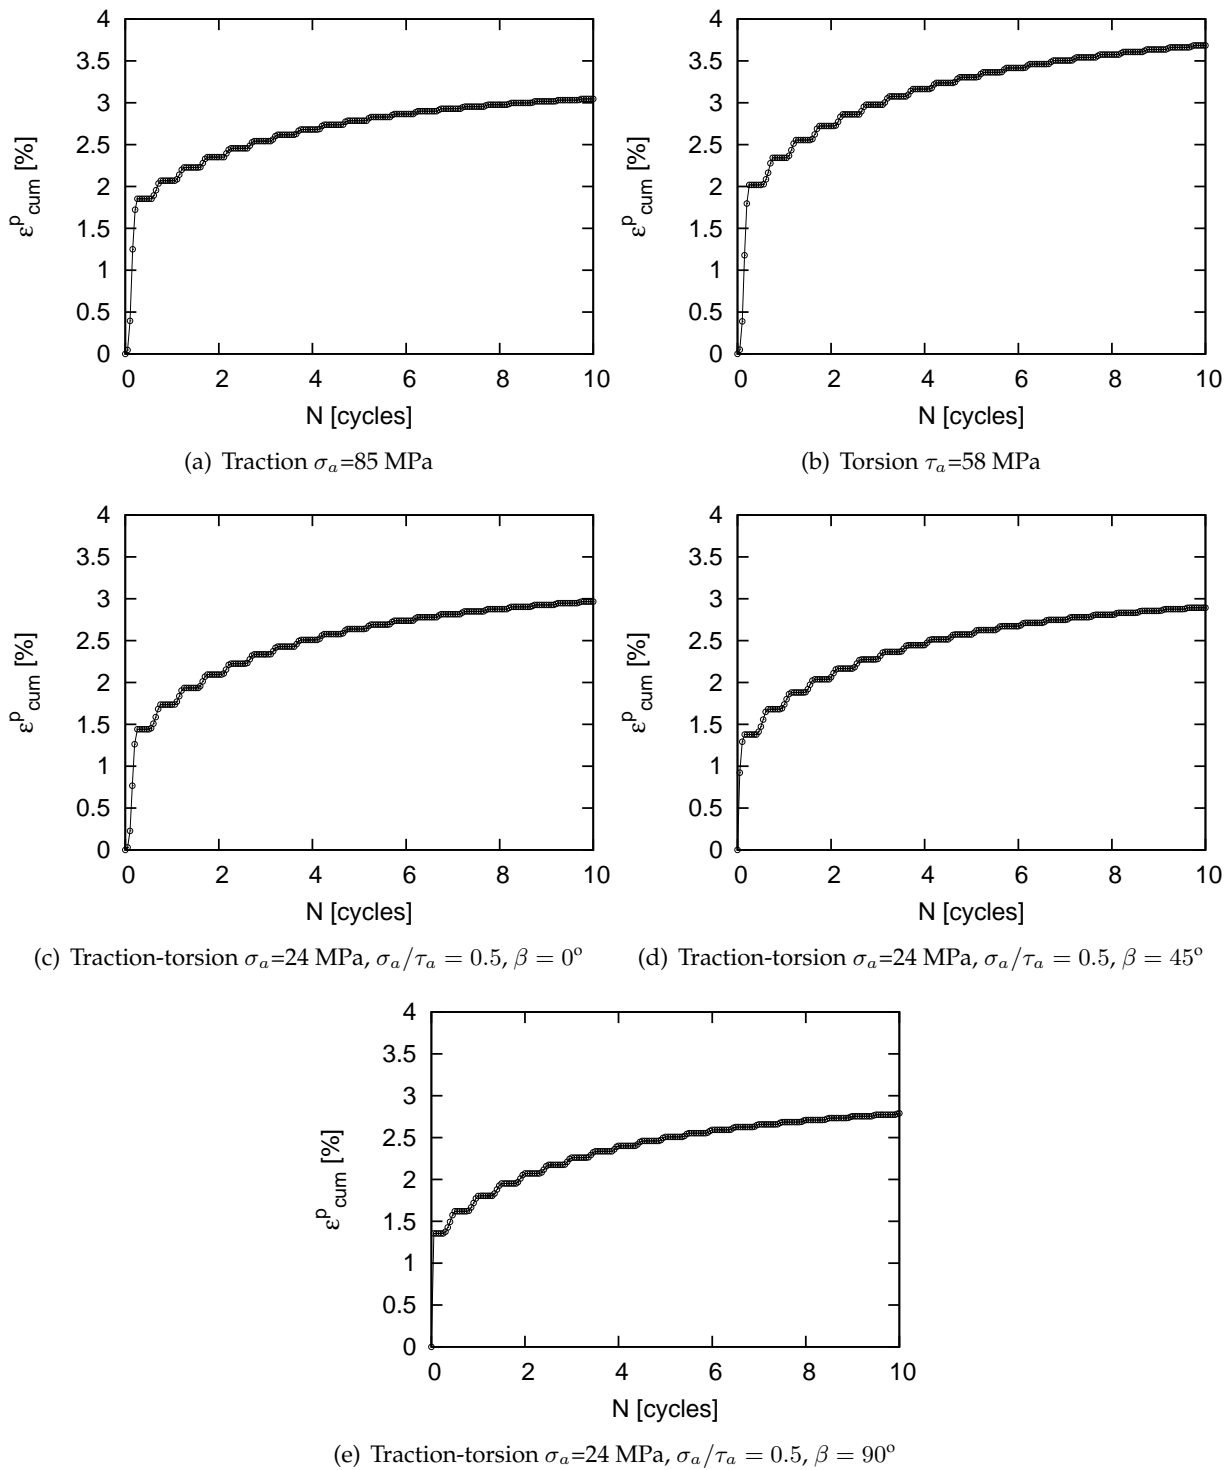 4
3.5
3
2.5
2
1.5
1
0.5
0
ε^p_cum [%]
0 2 4 6 8 10
N [cycles]
(a) Traction σ_a=85 MPa
4
3.5
3
2.5
2
1.5
1
0.5
0
ε^p_cum [%]
0 2 4 6 8 10
N [cycles]
(b) Torsion τ_a=58 MPa
4
3.5
3
2.5
2
1.5
1
0.5
0
ε^p_cum [%]
0 2 4 6 8 10
N [cycles]
(c) Traction-torsion σ_a=24 MPa, σ_a/τ_a = 0.5, β = 0°
4
3.5
3
2.5
2
1.5
1
0.5
0
ε^p_cum [%]
0 2 4 6 8 10
N [cycles]
(d) Traction-torsion σ_a=24 MPa, σ_a/τ_a = 0.5, β = 45°
4
3.5
3
2.5
2
1.5
1
0.5
0
ε^p_cum [%]
0 2 4 6 8 10
N [cycles]
(e) Traction-torsion σ_a=24 MPa, σ_a/τ_a = 0.5, β = 90°